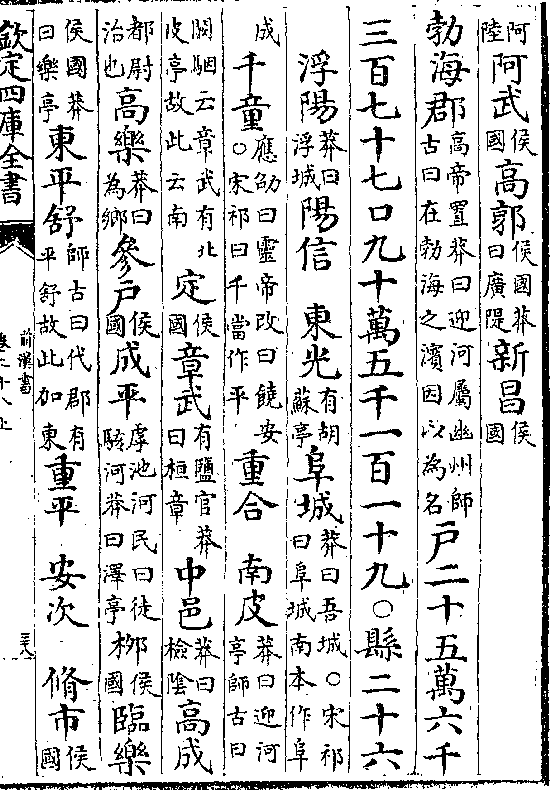 阿陸阿武侯國高郭侯國莽曰廣隄新昌侯國
勃海郡高帝置莽曰迎河屬幽州師古曰在勃海之濱因以為名戶二十五萬六千
三百七十七口九十萬五千一百一十九○縣二十六
浮陽莽曰浮城陽信 東光有胡蘇亭阜城莽曰吾城○宋祁曰阜城南本作阜
成千童應劭曰靈帝改曰饒安○宋祁曰千當作平重合 南皮莽曰迎河亭師古曰
闞駰云章武有北皮亭故此云南定侯國章武有鹽官莽曰桓章中邑莽曰檢陰高成
都尉治也高樂莽曰為鄉參戶侯國成平虖池河民曰徒駭河莽曰澤亭栁侯國臨樂
侯國莽曰樂亭東平舒師古曰代郡有平舒故此加東重平 安次 脩市侯國
欽定四庫全書
前漢書
卷二十八上
三十八